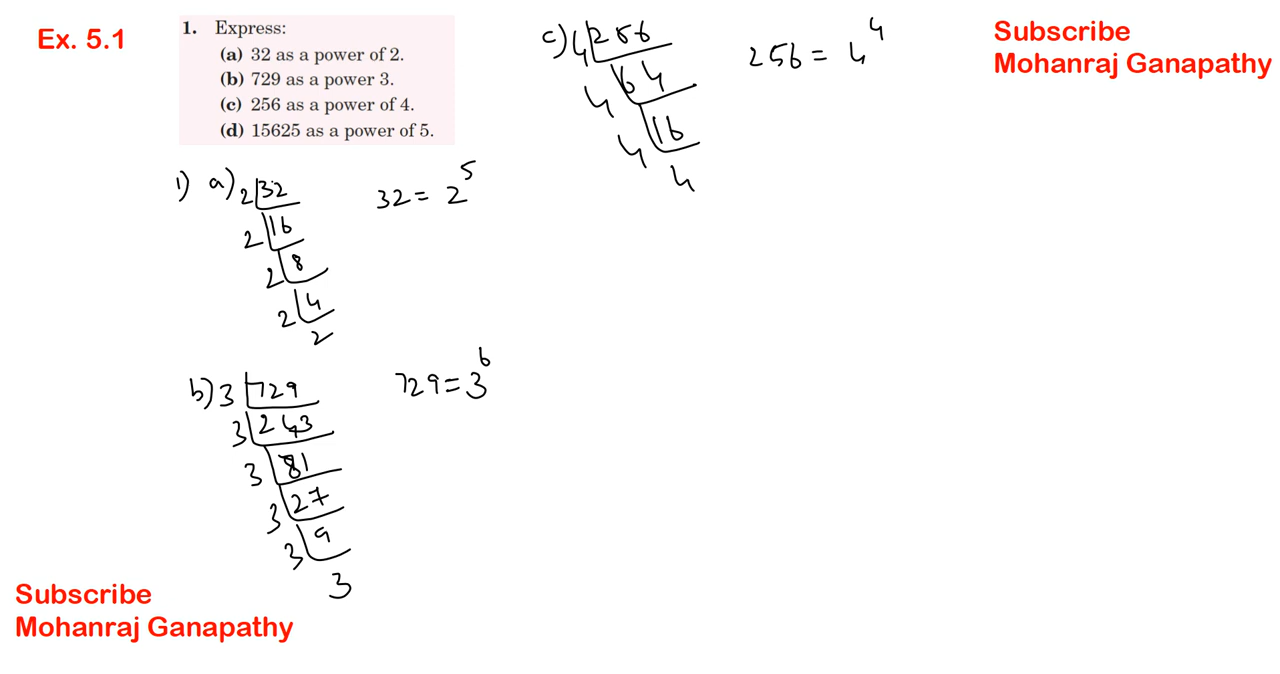 Ex. 5.1
1. Express:
(a) 32 as a power of 2.
(b) 729 as a power 3.
(c) 256 as a power of 4.
(d) 15625 as a power of 5.
Subscribe
Mohanraj Ganapathy
1) a) 2 32
2 16
2 8
2 4
2
32 = 2^5
b) 3 729
3 243
3 81
3 27
3 9
3
729 = 3^6
c) 4 256
4 64
4 16
4
256 = 4^4
Subscribe
Mohanraj Ganapathy